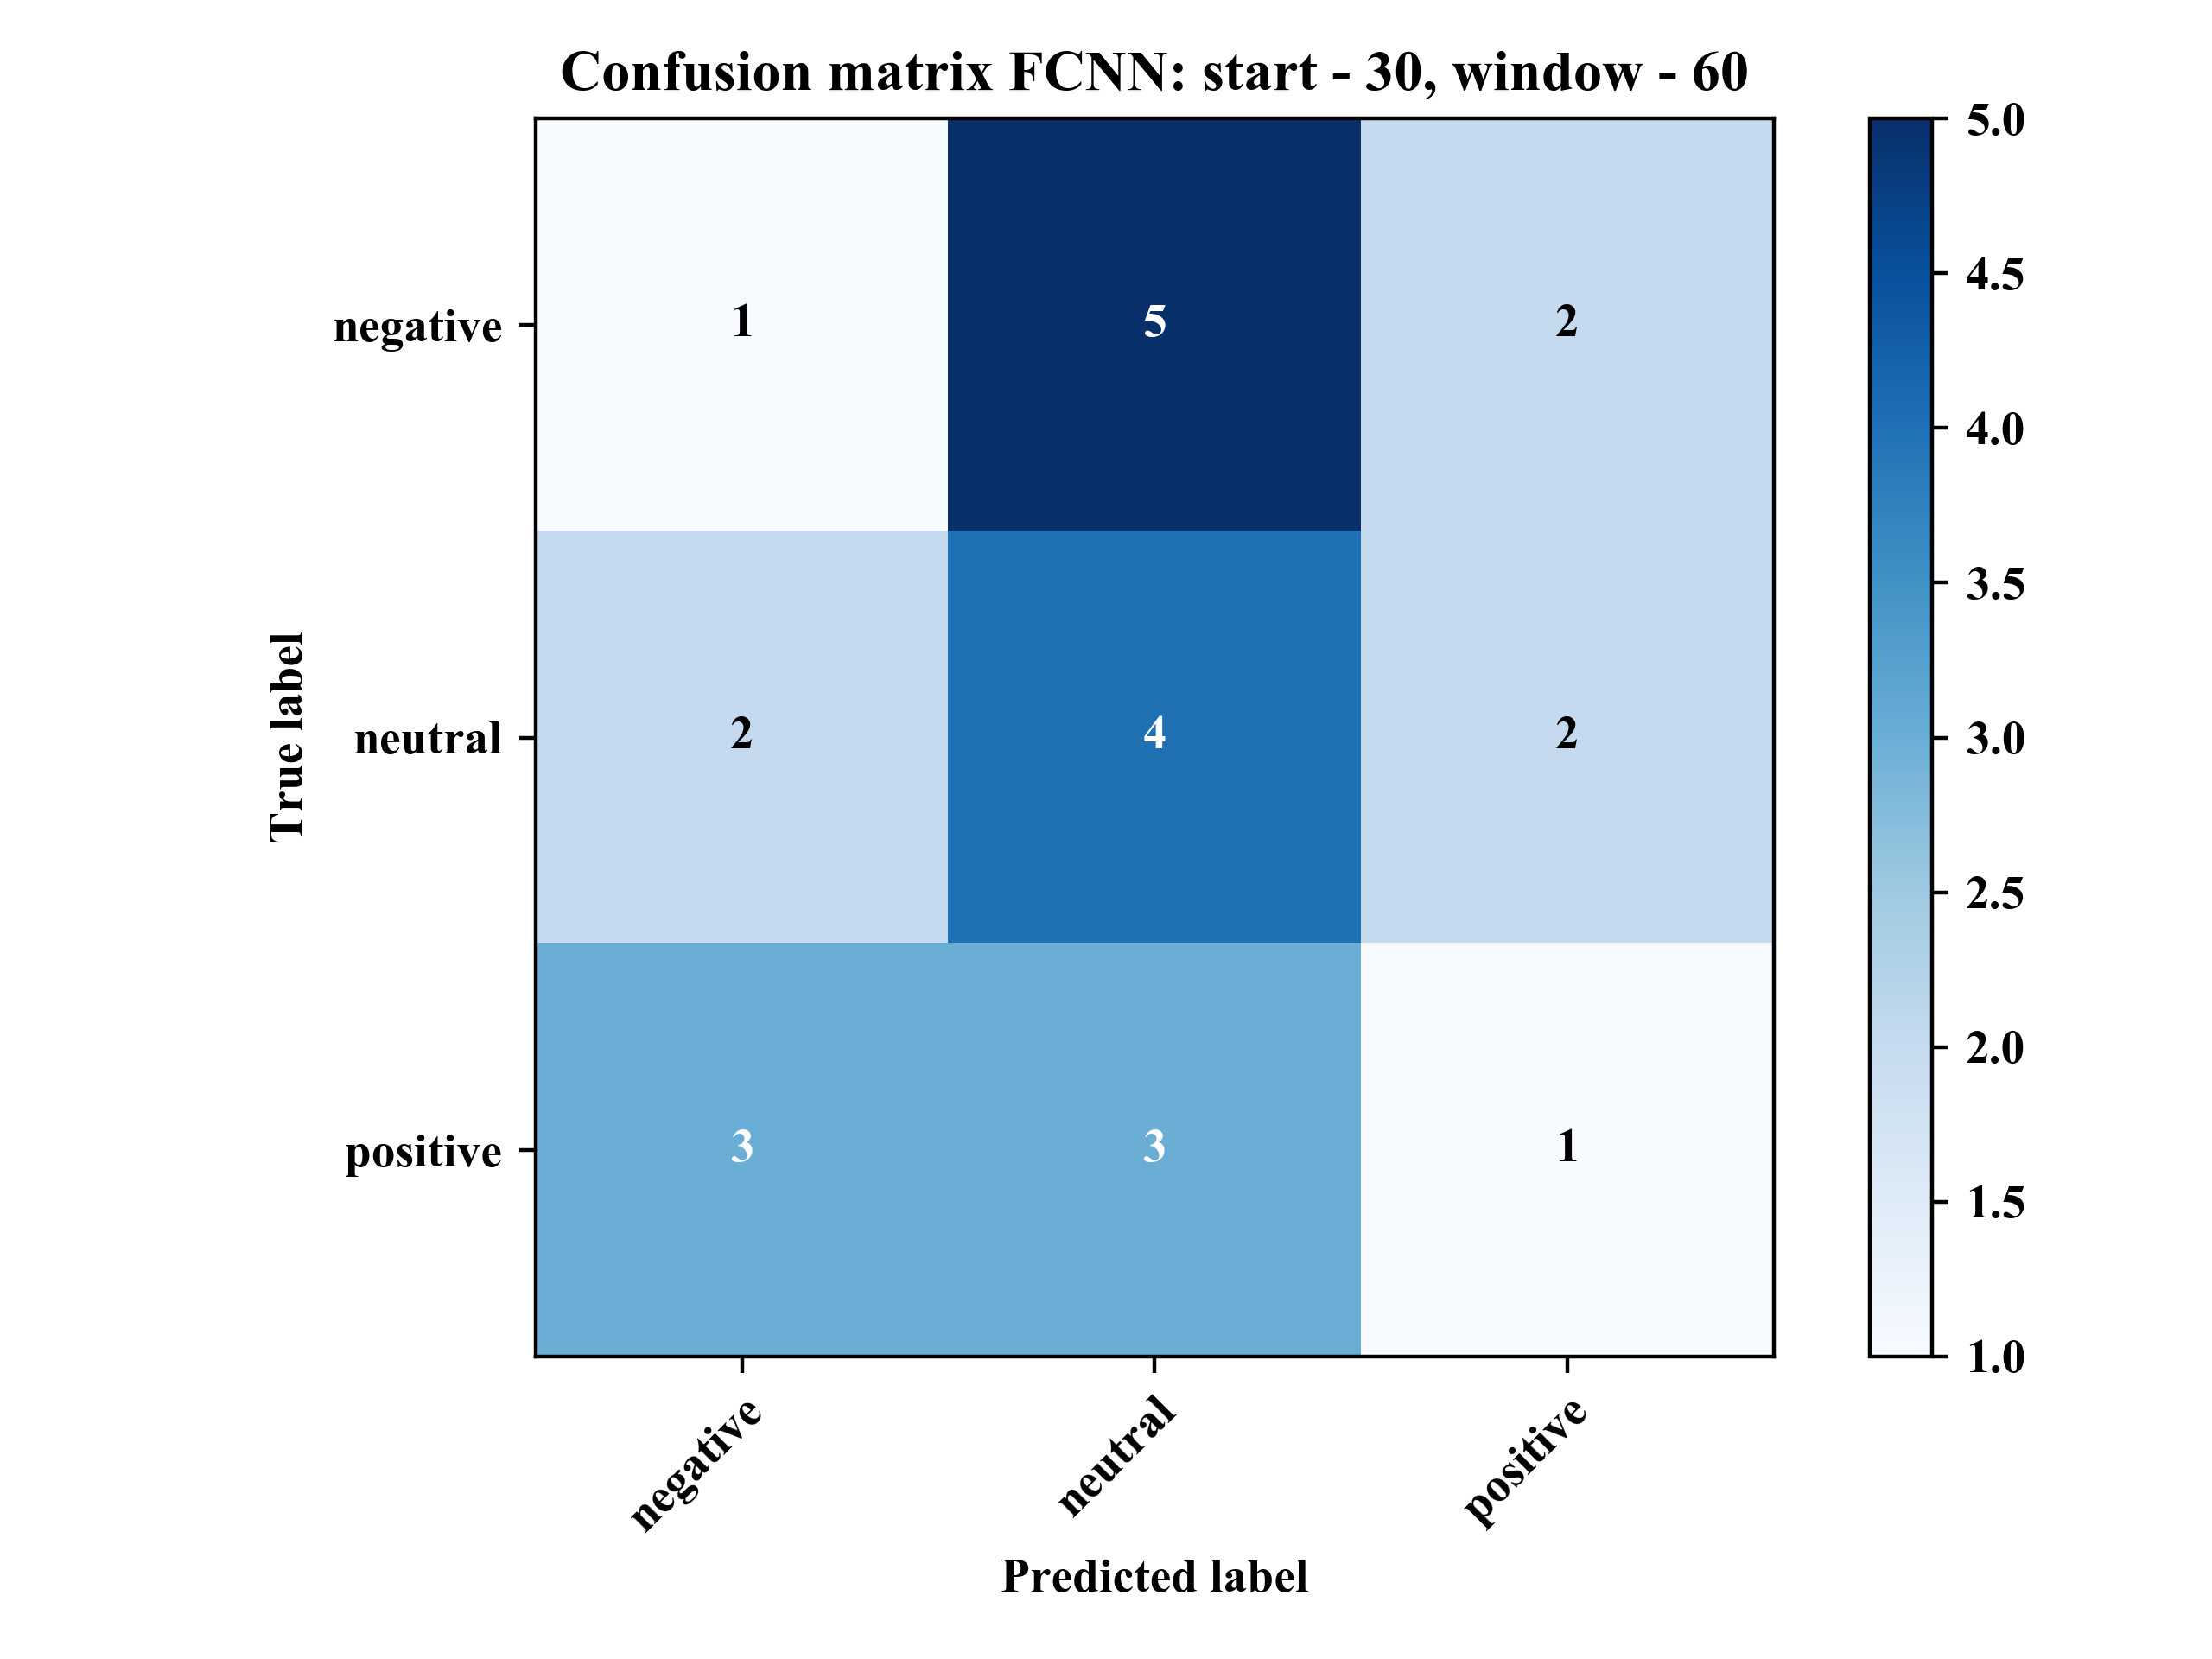 Confusion matrix FCNN: start - 30, window - 60
5.0
4.5
4.0
3.5
3.0
2.5
2.0
1.5
1.0
True label
negative
1 5 2
neutral
2 4 2
positive
3 3 1
negative neutral positive
Predicted label